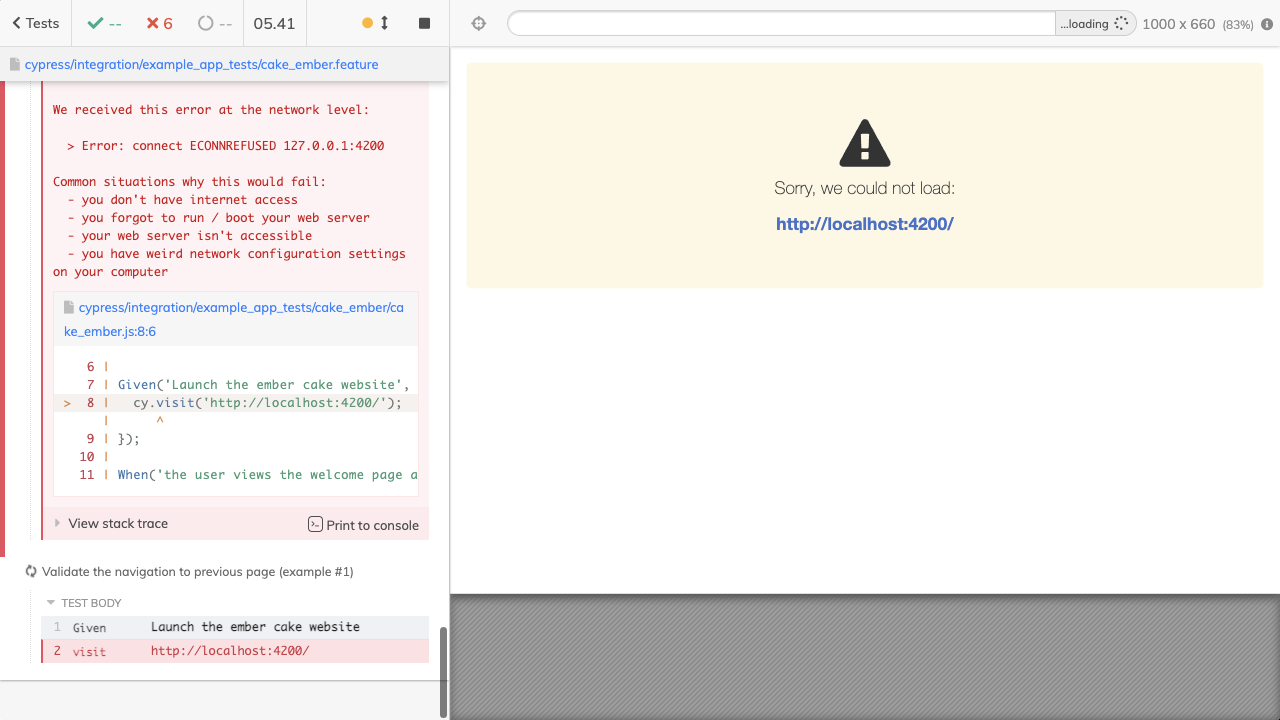 Tests -- 6 -- 05.41
...loading 1000 x 660 (83%)
cypress/integration/example_app_tests/cake_ember.feature
We received this error at the network level:
> Error: connect ECONNREFUSED 127.0.0.1:4200
Common situations why this would fail:
- you don't have internet access
- you forgot to run / boot your web server
- your web server isn't accessible
- you have weird network configuration settings
on your computer
cypress/integration/example_app_tests/cake_ember/ca
ke_ember.js:8:6
6 |
7 | Given('Launch the ember cake website',
> 8 | cy.visit('http://localhost:4200/');
| ^
9 | });
10 |
11 | When('the user views the welcome page a
View stack trace
Print to console
Validate the navigation to previous page (example #1)
TEST BODY
1 Given Launch the ember cake website
2 visit http://localhost:4200/
Sorry, we could not load:
http://localhost:4200/